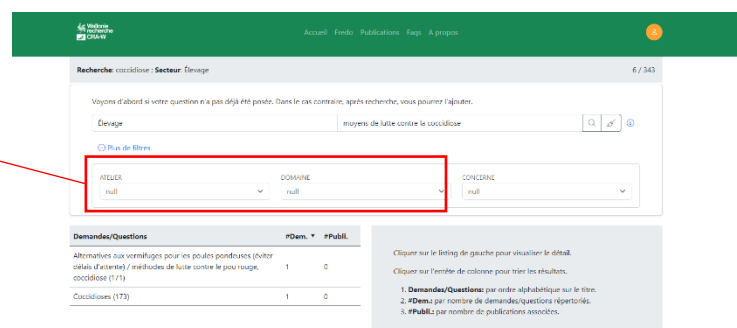 Wallonie
recherche
CRA-W
Accueil Fredo Publications Faqs A propos
Recherche: coccidiose ; Secteur: Élevage 6 / 343
Voyons d'abord si votre question n'a pas déjà été posée. Dans le cas contraire, après recherche, vous pourrez l'ajouter.
Élevage moyens de lutte contre la coccidiose
Plus de filtres
ATELIER DOMAINE CONCERNE
null null null
Demandes/Questions #Dem. ▼ #Publi.
Alternatives aux vermifuges pour les poules pondeuses (éviter
délais d'attente) / méthodes de lutte contre le pou rouge, 1 0
coccidiose (171)
Coccidioses (173) 1 0
Cliquer sur le listing de gauche pour visualiser le détail.
Cliquer sur l'entête de colonne pour trier les résultats.
1. Demandes/Questions: par ordre alphabétique sur le titre.
2. #Dem.: par nombre de demandes/questions répertoriés.
3. #Publi.: par nombre de publications associées.